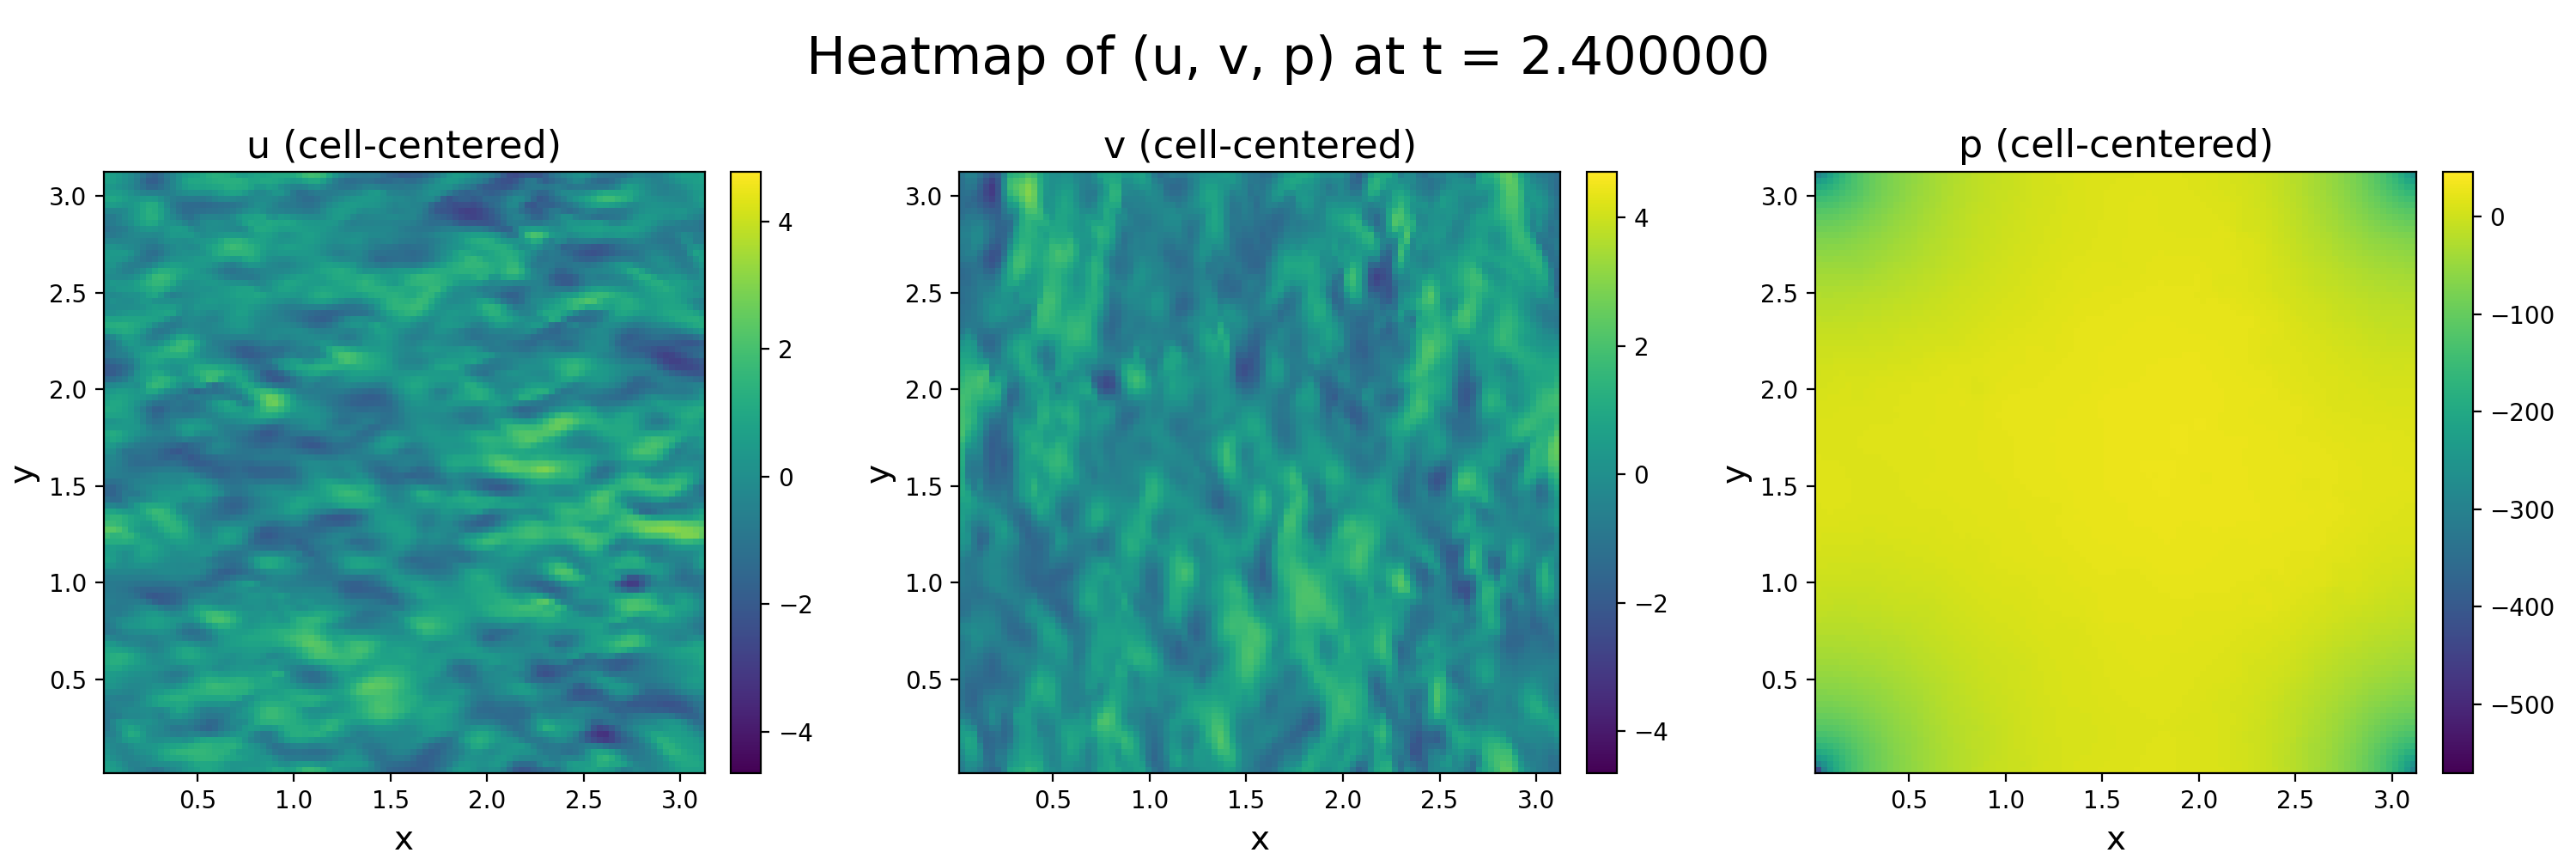 Heatmap of (u, v, p) at t = 2.400000
u (cell-centered)
v (cell-centered)
p (cell-centered)
y
3.0
2.5
2.0
1.5
1.0
0.5
0.5 1.0 1.5 2.0 2.5 3.0
x
4
2
0
−2
−4
y
3.0
2.5
2.0
1.5
1.0
0.5
0.5 1.0 1.5 2.0 2.5 3.0
x
4
2
0
−2
−4
y
3.0
2.5
2.0
1.5
1.0
0.5
0.5 1.0 1.5 2.0 2.5 3.0
x
0
−100
−200
−300
−400
−500